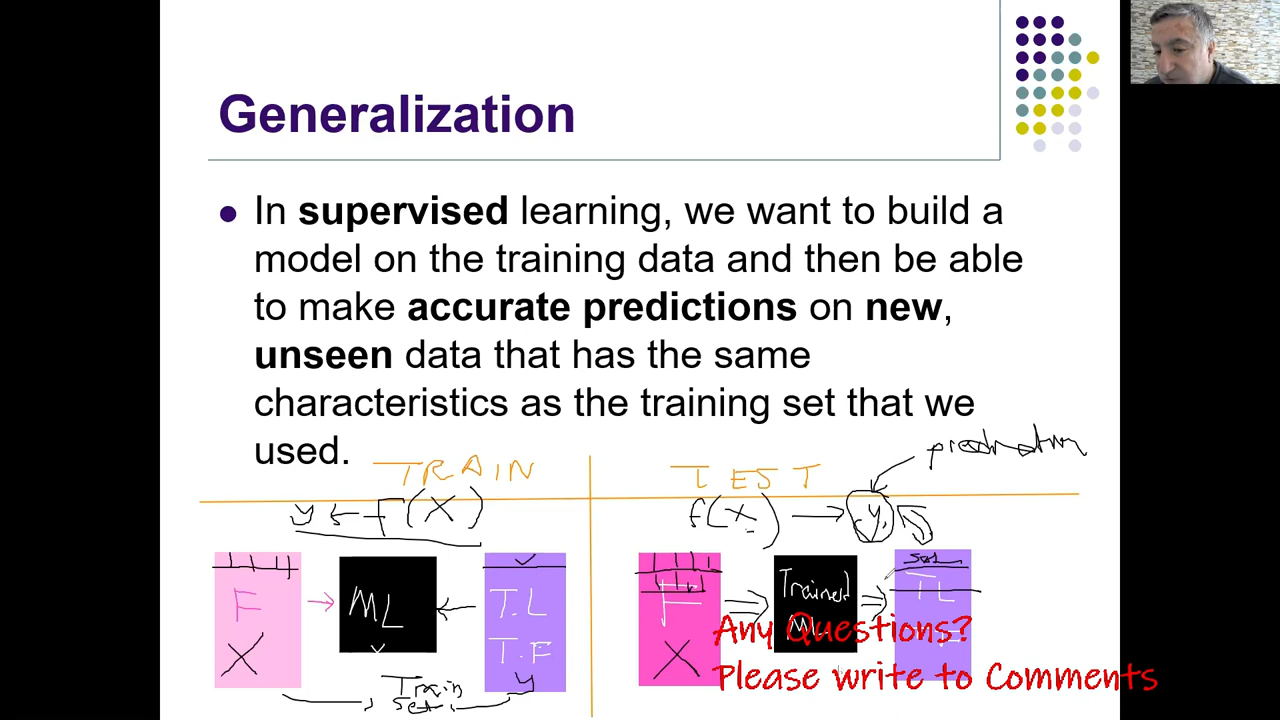 Generalization
In supervised learning, we want to build a
model on the training data and then be able
to make accurate predictions on new,
unseen data that has the same
characteristics as the training set that we
used.
prediction
TRAIN
TEST
y ← f(X)
f(X) → y
F
ML
T.L
T.F
X
y
Train
set
F
Trained
ML
TL
X
Any Questions?
Please write to Comments